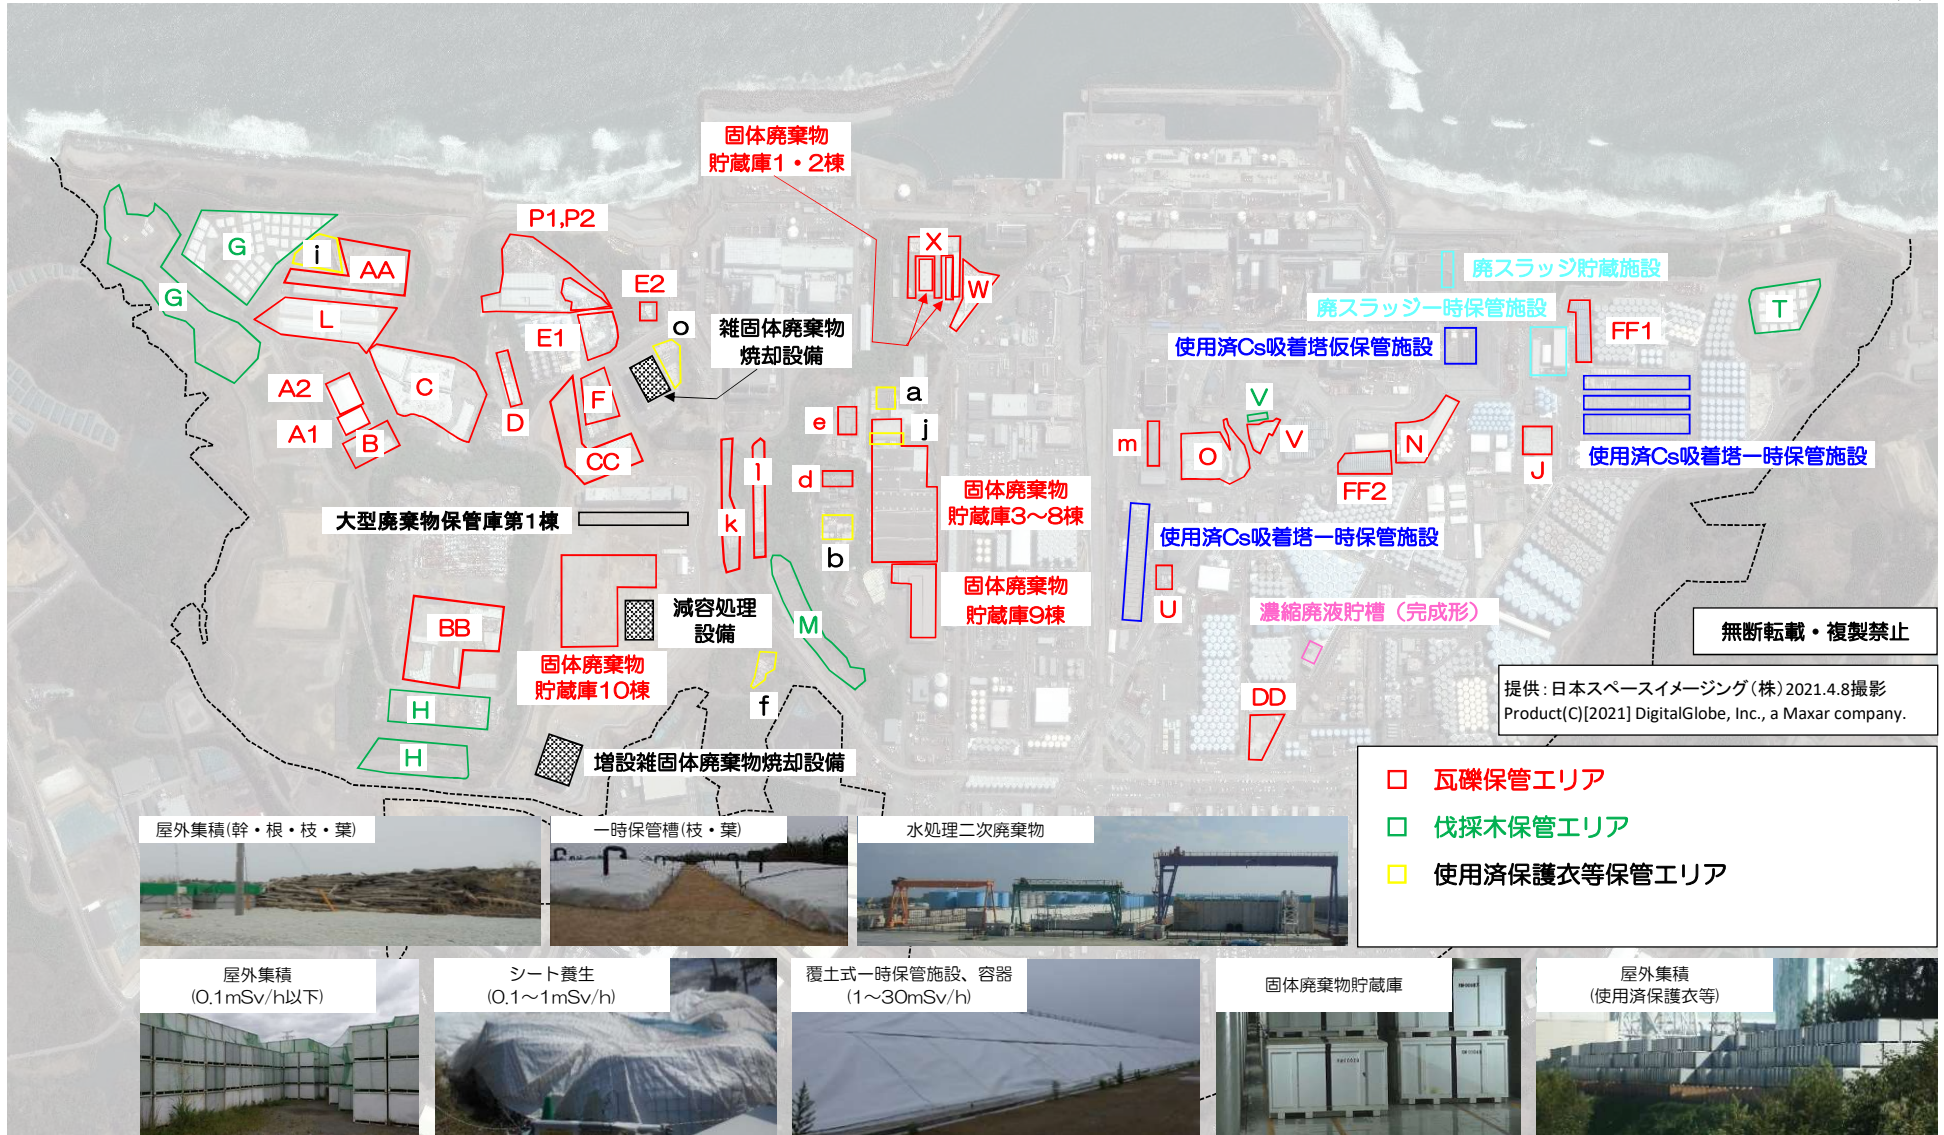 固体廃棄物
貯蔵庫1・2棟
P1,P2
G
i
AA
X
E2
W
廃スラッジ貯蔵施設
G
L
E1
o
雑固体廃棄物
焼却設備
廃スラッジ一時保管施設
T
FF1
使用済Cs吸着塔仮保管施設
A2
C
F
D
a
e
j
V
A1
B
CC
l
m
O
V
N
J
使用済Cs吸着塔一時保管施設
d
FF2
固体廃棄物
貯蔵庫3～8棟
大型廃棄物保管庫第1棟
k
b
使用済Cs吸着塔一時保管施設
固体廃棄物
貯蔵庫9棟
U
減容処理
設備
M
濃縮廃液貯槽（完成形）
BB
無断転載・複製禁止
固体廃棄物
貯蔵庫10棟
f
H
DD
提供：日本スペースイメージング（株）2021.4.8撮影
Product(C)[2021] DigitalGlobe, Inc., a Maxar company.
H
増設雑固体廃棄物焼却設備
瓦礫保管エリア
伐採木保管エリア
使用済保護衣等保管エリア
屋外集積(幹・根・枝・葉)
一時保管槽(枝・葉)
水処理二次廃棄物
屋外集積
(0.1mSv/h以下)
シート養生
(0.1～1mSv/h)
覆土式一時保管施設、容器
(1～30mSv/h)
固体廃棄物貯蔵庫
屋外集積
(使用済保護衣等)